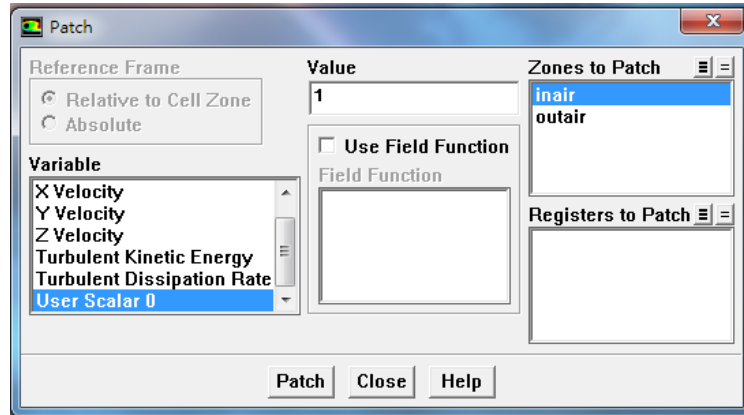 Patch
Reference Frame
Relative to Cell Zone
Absolute
Variable
X Velocity
Y Velocity
Z Velocity
Turbulent Kinetic Energy
Turbulent Dissipation Rate
User Scalar 0
Value
1
Use Field Function
Field Function
Zones to Patch
inair
outair
Registers to Patch
Patch Close Help